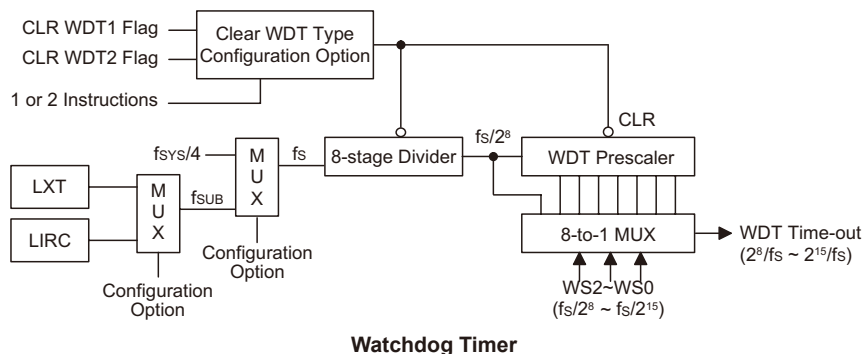 CLR WDT1 Flag
CLR WDT2 Flag
1 or 2 Instructions
Clear WDT Type
Configuration Option
CLR
fSYS/4
fS
8-stage Divider
fS/2⁸
WDT Prescaler
LXT
LIRC
M
U
X
fSUB
M
U
X
Configuration
Option
Configuration
Option
8-to-1 MUX
WDT Time-out
(2⁸/fS ~ 2¹⁵/fS)
WS2~WS0
(fS/2⁸ ~ fS/2¹⁵)
Watchdog Timer